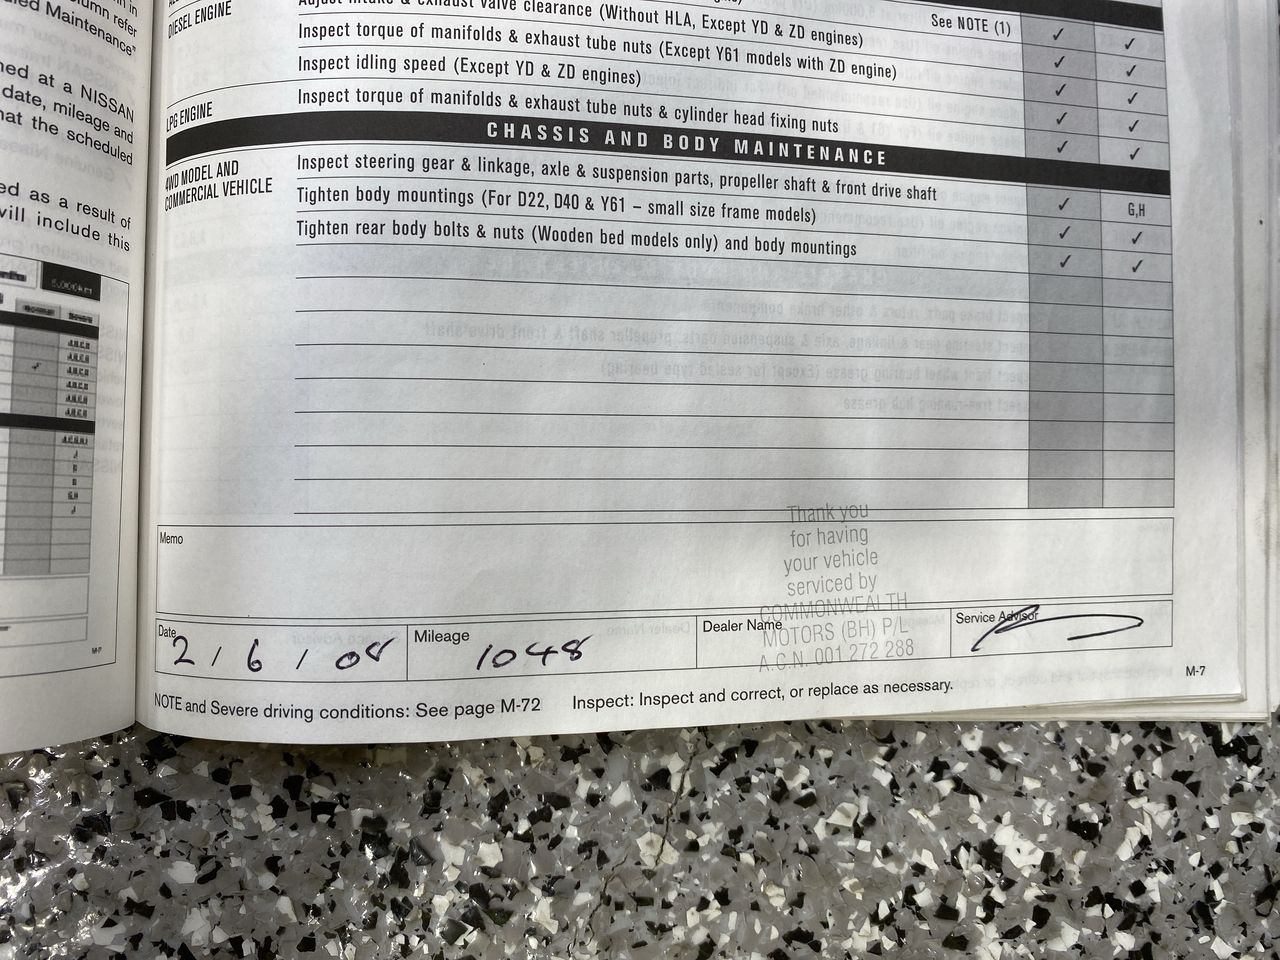 olumn refer
led Maintenance"
ned at a NISSAN
date, mileage and
hat the scheduled
ed as a result of
vill include this
DIESEL ENGINE
Adjust intake & exhaust valve clearance (Without HLA, Except YD & ZD engines) See NOTE (1) ✓ ✓
Inspect torque of manifolds & exhaust tube nuts (Except Y61 models with ZD engine) ✓ ✓
Inspect idling speed (Except YD & ZD engines) ✓ ✓
LPG ENGINE
Inspect torque of manifolds & exhaust tube nuts & cylinder head fixing nuts ✓ ✓
CHASSIS AND BODY MAINTENANCE
4WD MODEL AND
COMMERCIAL VEHICLE
Inspect steering gear & linkage, axle & suspension parts, propeller shaft & front drive shaft ✓ G,H
Tighten body mountings (For D22, D40 & Y61 – small size frame models) ✓ ✓
Tighten rear body bolts & nuts (Wooden bed models only) and body mountings ✓ ✓
Memo
Thank you
for having
your vehicle
serviced by
COMMONWEALTH
MOTORS (BH) P/L
A.C.N. 001 272 288
Date 2 / 6 / 08
Mileage 1048
Dealer Name
Service Advisor
NOTE and Severe driving conditions: See page M-72 Inspect: Inspect and correct, or replace as necessary.
M-7